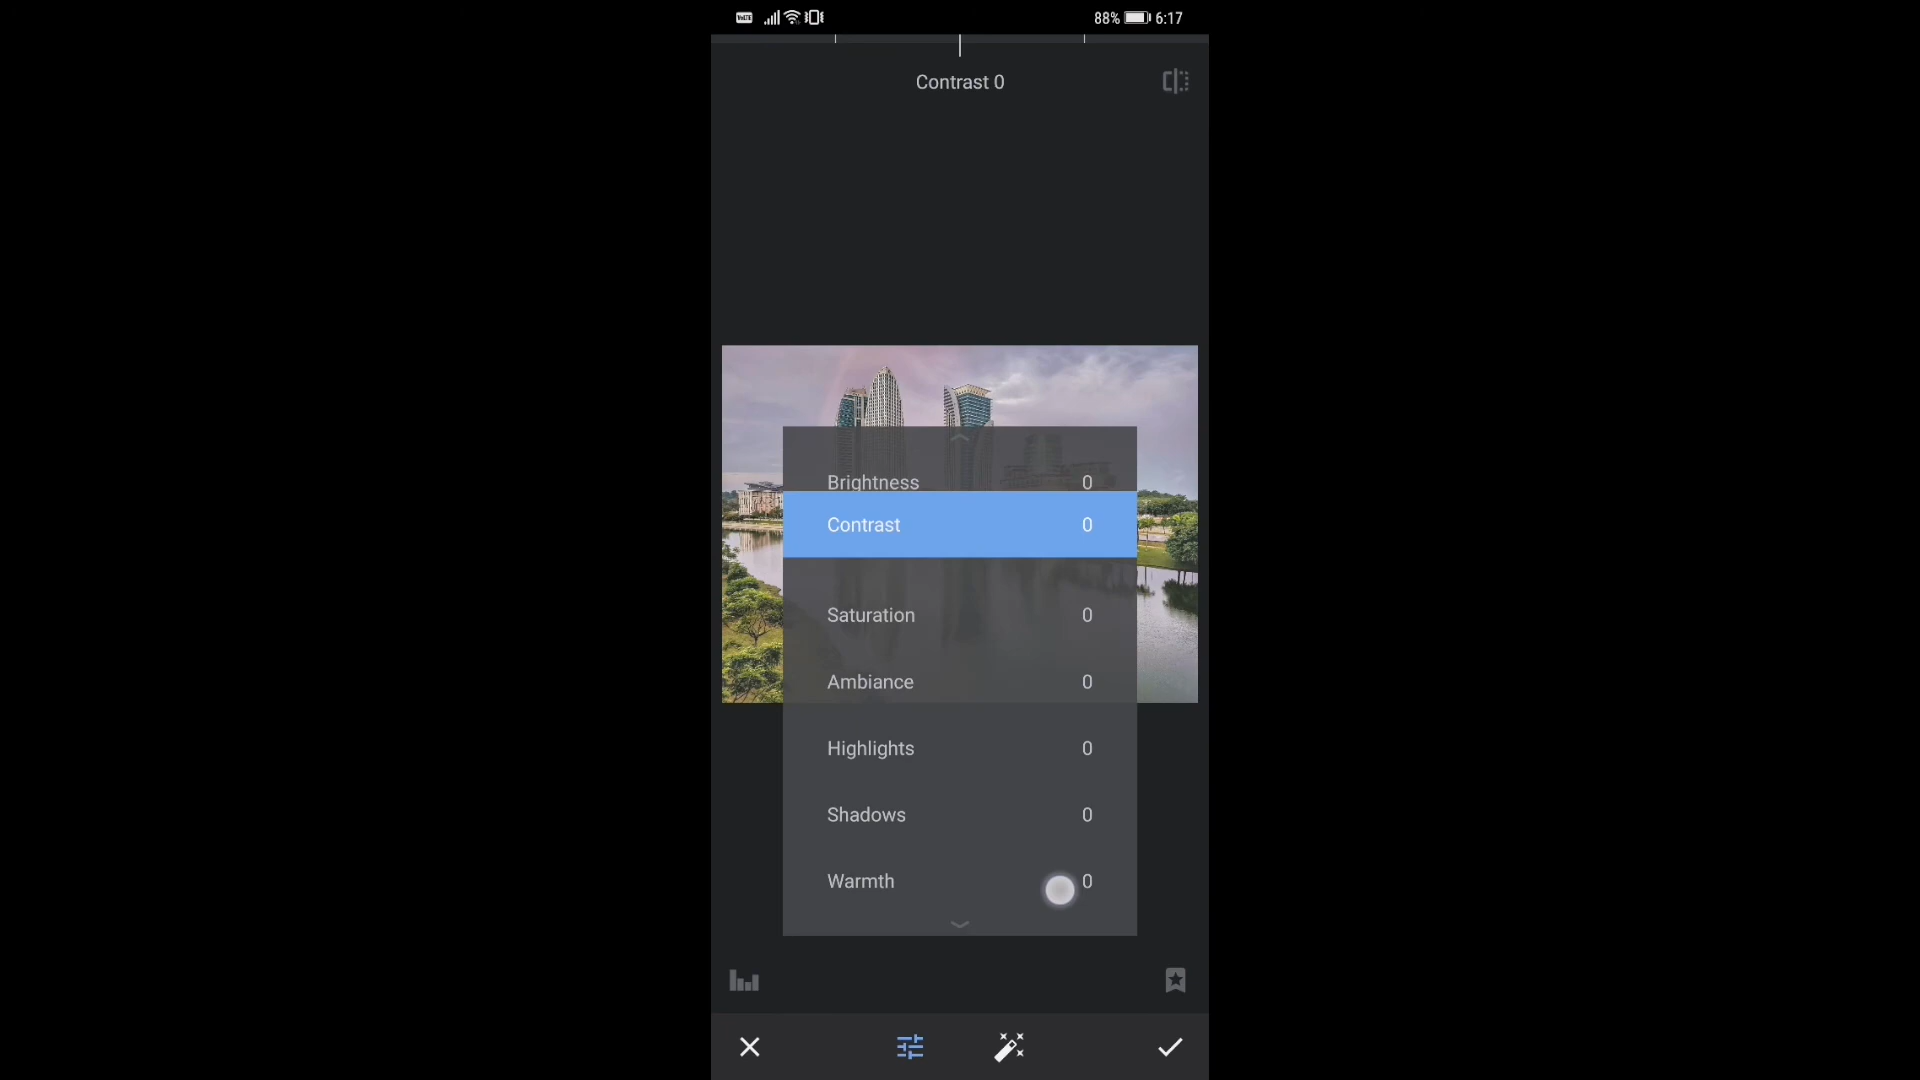 VoLTE
88% 6:17
Contrast 0
Brightness 0
Contrast 0
Saturation 0
Ambiance 0
Highlights 0
Shadows 0
Warmth 0